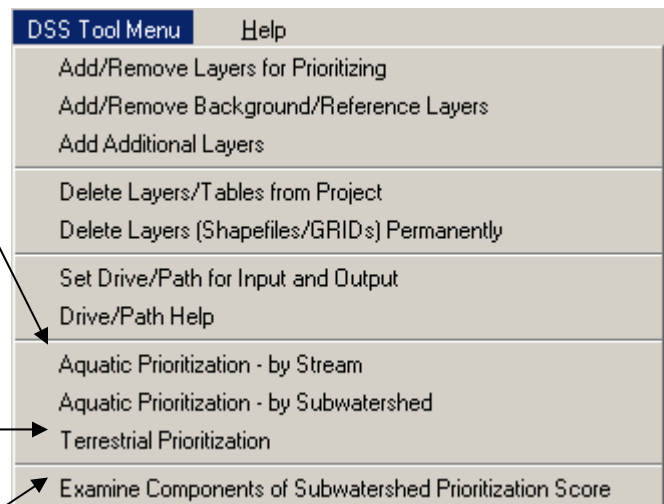 DSS Tool Menu Help
Add/Remove Layers for Prioritizing
Add/Remove Background/Reference Layers
Add Additional Layers
Delete Layers/Tables from Project
Delete Layers (Shapefiles/GRIDs) Permanently
Set Drive/Path for Input and Output
Drive/Path Help
Aquatic Prioritization - by Stream
Aquatic Prioritization - by Subwatershed
Terrestrial Prioritization
Examine Components of Subwatershed Prioritization Score